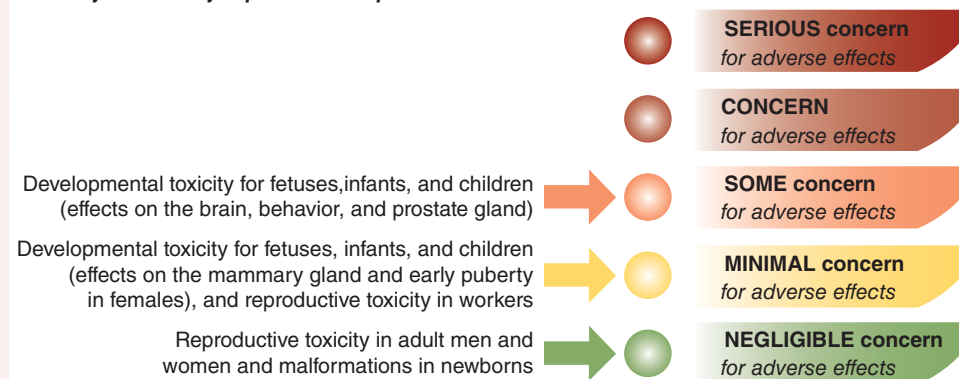 SERIOUS concern
for adverse effects
CONCERN
for adverse effects
Developmental toxicity for fetuses,infants, and children
(effects on the brain, behavior, and prostate gland)
SOME concern
for adverse effects
Developmental toxicity for fetuses, infants, and children
(effects on the mammary gland and early puberty
in females), and reproductive toxicity in workers
MINIMAL concern
for adverse effects
Reproductive toxicity in adult men and
women and malformations in newborns
NEGLIGIBLE concern
for adverse effects